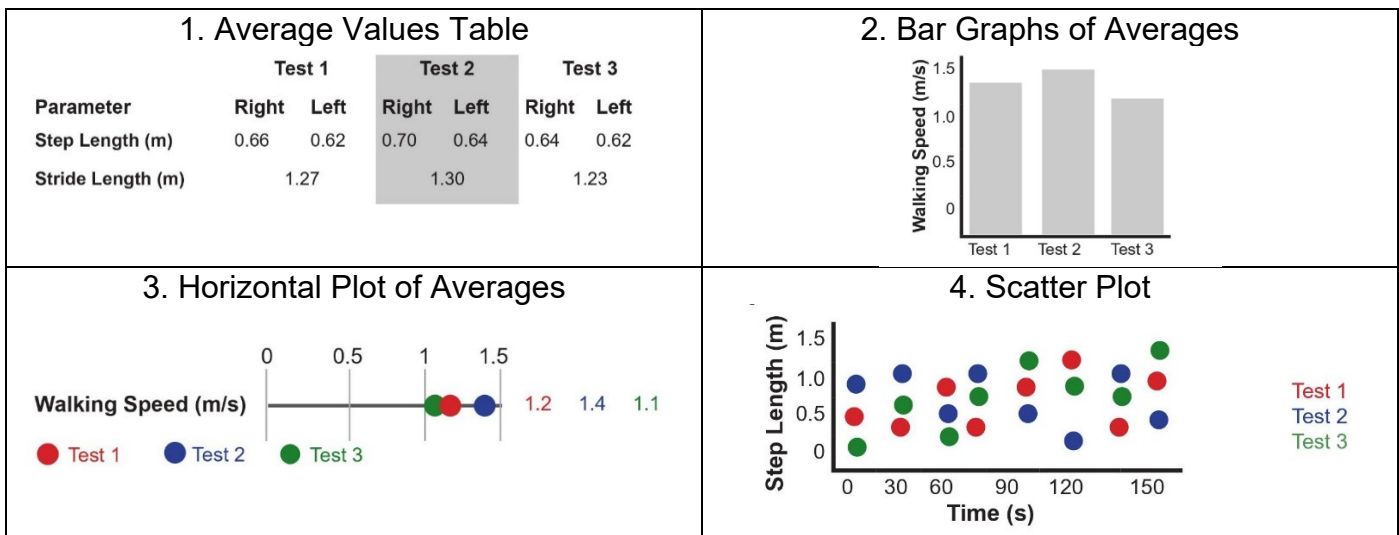 1. Average Values Table
Test 1 Test 2 Test 3
Parameter Right Left Right Left Right Left
Step Length (m) 0.66 0.62 0.70 0.64 0.64 0.62
Stride Length (m) 1.27 1.30 1.23
2. Bar Graphs of Averages
Walking Speed (m/s)
1.5
1.0
0.5
0
Test 1 Test 2 Test 3
3. Horizontal Plot of Averages
0 0.5 1 1.5
Walking Speed (m/s) 1.2 1.4 1.1
Test 1 Test 2 Test 3
4. Scatter Plot
Step Length (m)
1.5
1.0
0.5
0
0 30 60 90 120 150
Time (s)
Test 1
Test 2
Test 3